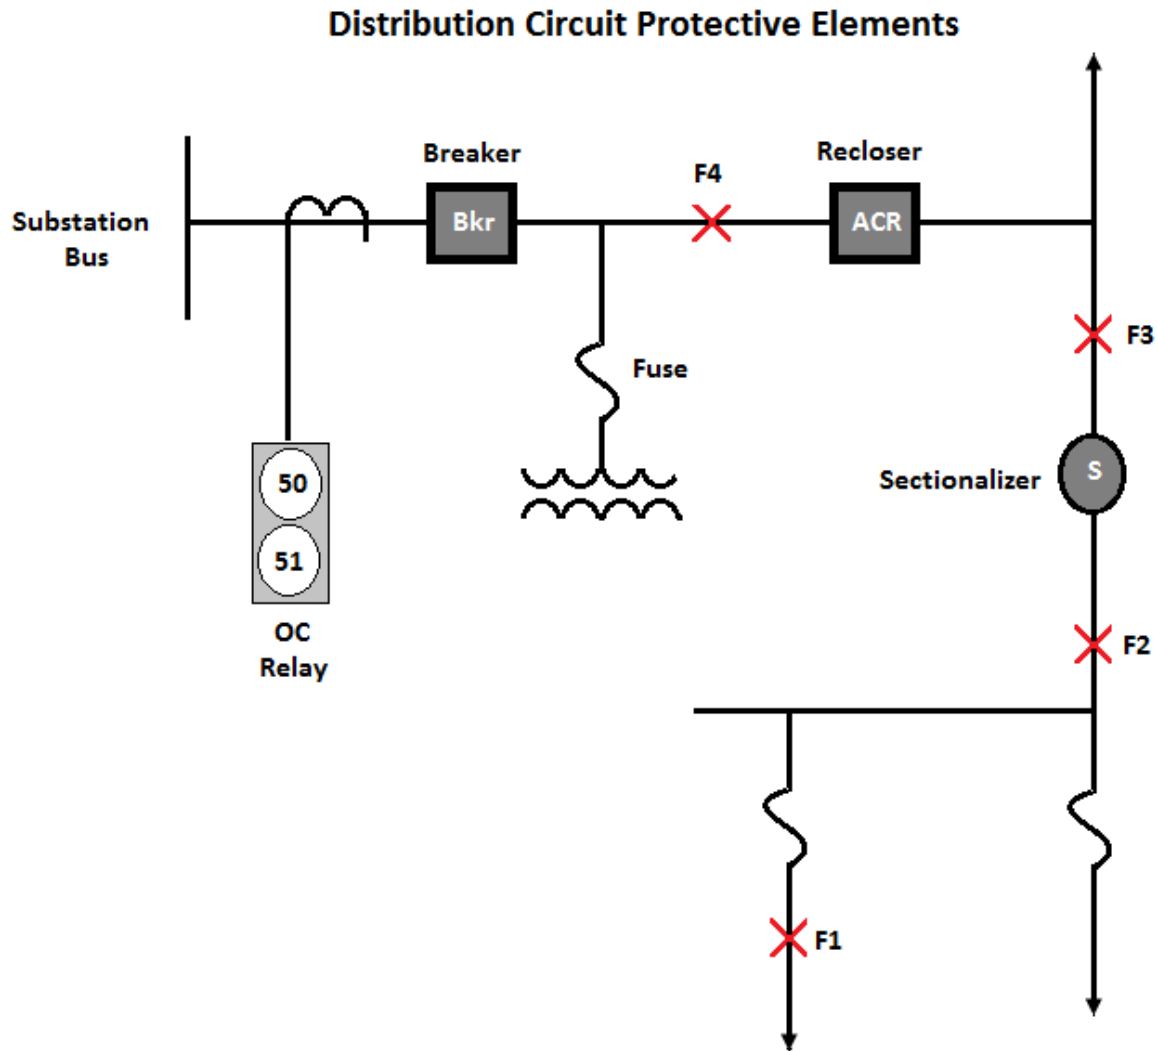 Distribution Circuit Protective Elements
Breaker
Recloser
F4
Substation
Bus
Bkr
ACR
F3
Fuse
50
Sectionalizer
S
51
OC
Relay
F2
F1